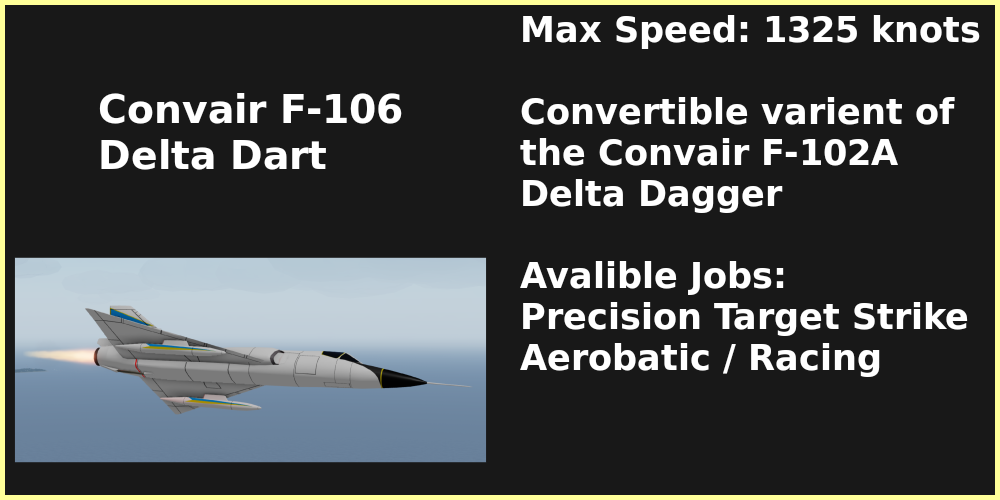 Convair F-106
Delta Dart
Max Speed: 1325 knots
Convertible varient of
the Convair F-102A
Delta Dagger
Avalible Jobs:
Precision Target Strike
Aerobatic / Racing